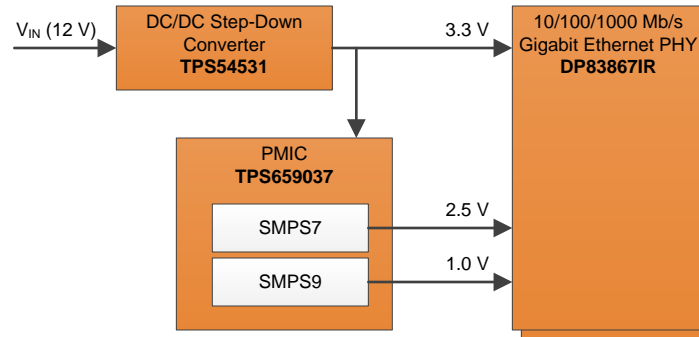 V_IN (12 V)
DC/DC Step-Down
Converter
TPS54531
3.3 V
10/100/1000 Mb/s
Gigabit Ethernet PHY
DP83867IR
PMIC
TPS659037
SMPS7
2.5 V
SMPS9
1.0 V